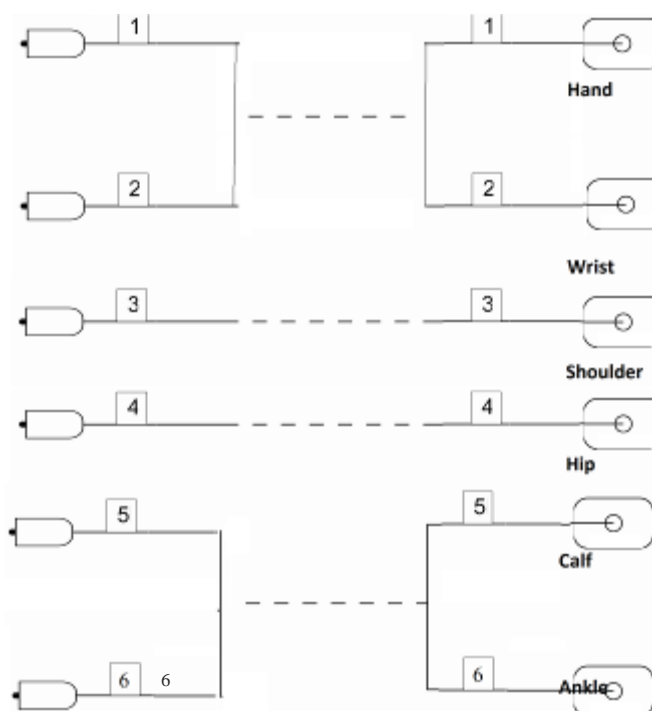 1 1
Hand
2 2
Wrist
3 3
Shoulder
4 4
Hip
5 5
Calf
6 6 6
Ankle